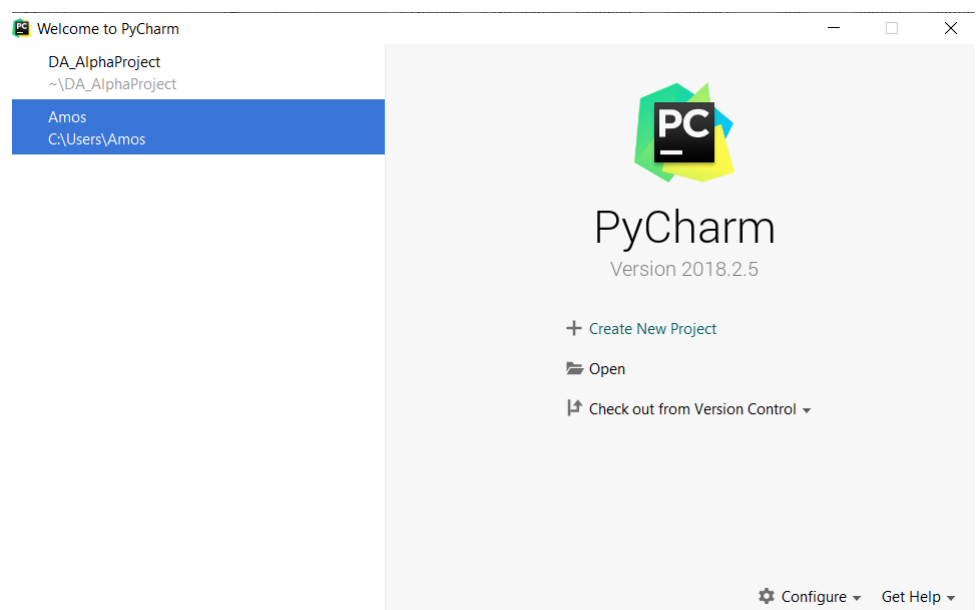 Welcome to PyCharm
DA_AlphaProject
~\DA_AlphaProject
Amos
C:\Users\Amos
PC
PyCharm
Version 2018.2.5
Create New Project
Open
Check out from Version Control
Configure
Get Help